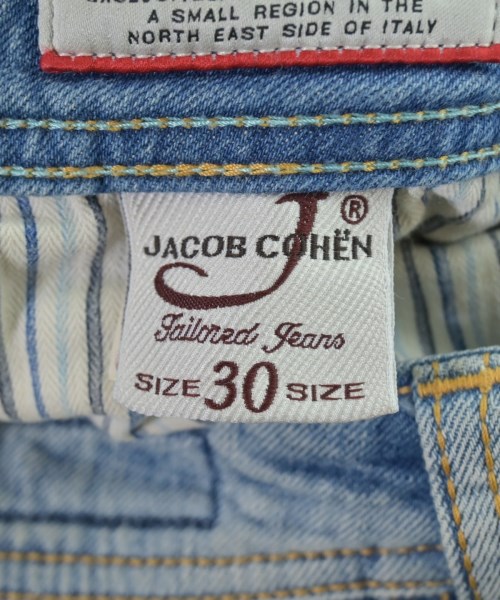 A SMALL REGION IN THE
NORTH EAST SIDE OF ITALY
J ®
JACOB COHËN
Tailored Jeans
SIZE 30 SIZE